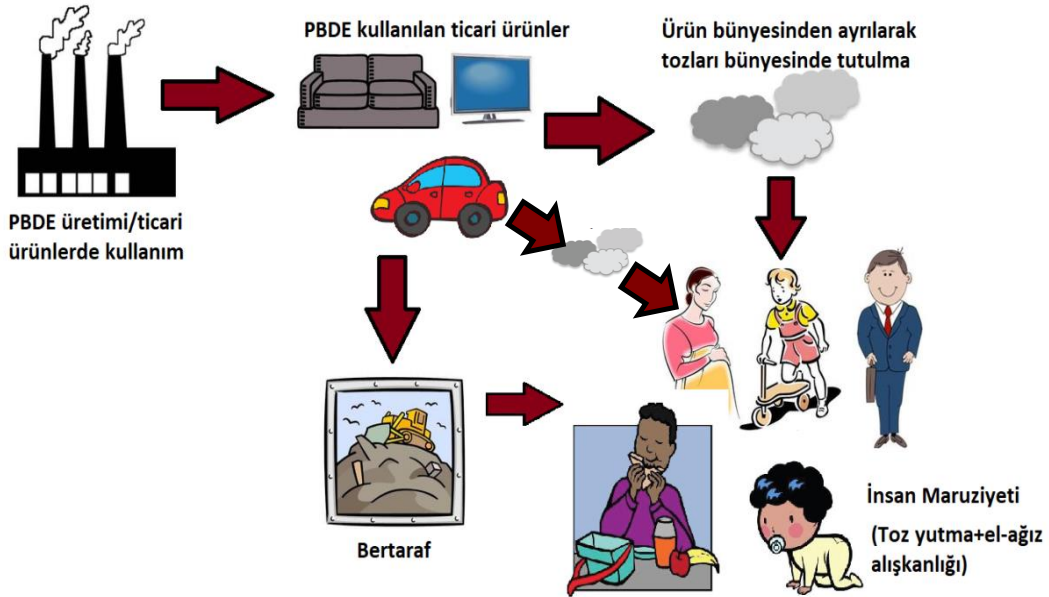 PBDE kullanılan ticari ürünler
Ürün bünyesinden ayrılarak
tozları bünyesinde tutulma
PBDE üretimi/ticari
ürünlerde kullanım
Bertaraf
İnsan Maruziyeti
(Toz yutma+el-ağız
alışkanlığı)